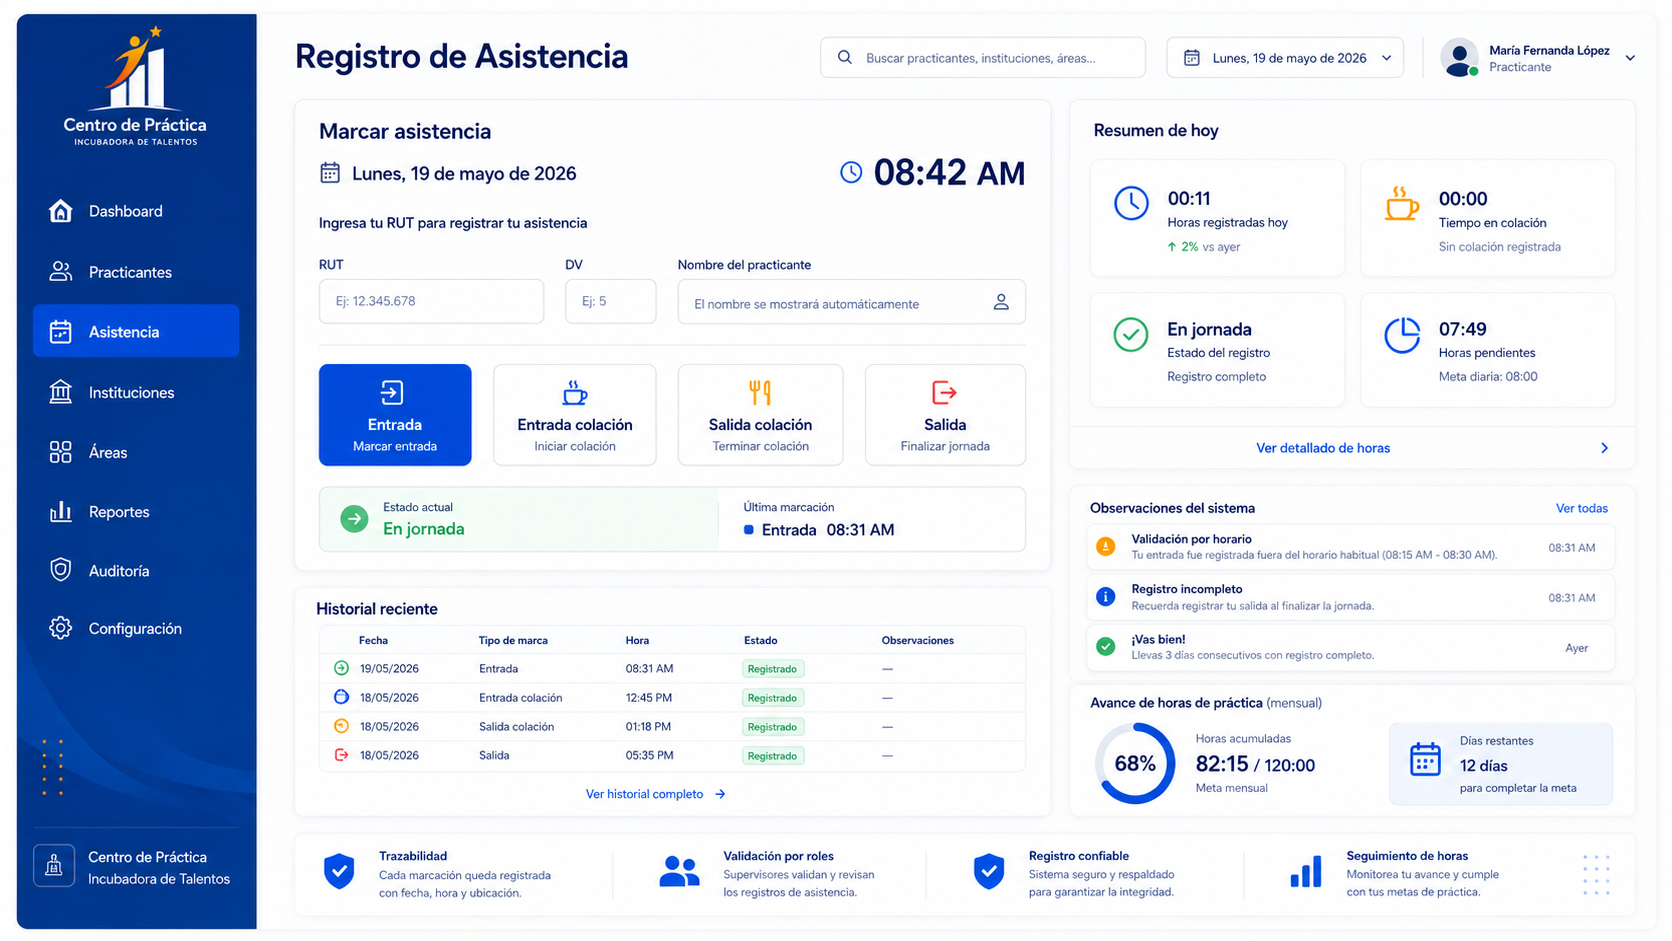 Centro de Práctica
INCUBADORA DE TALENTOS
Dashboard
Practicantes
Asistencia
Instituciones
Áreas
Reportes
Auditoría
Configuración
Centro de Práctica
Incubadora de Talentos
Registro de Asistencia
Buscar practicantes, instituciones, áreas...
Lunes, 19 de mayo de 2026
María Fernanda López
Practicante
Marcar asistencia
Lunes, 19 de mayo de 2026
08:42 AM
Ingresa tu RUT para registrar tu asistencia
RUT DV Nombre del practicante
Ej: 12.345.678 Ej: 5 El nombre se mostrará automáticamente
Entrada
Marcar entrada
Entrada colación
Iniciar colación
Salida colación
Terminar colación
Salida
Finalizar jornada
Estado actual
En jornada
Última marcación
Entrada 08:31 AM
Historial reciente
Fecha Tipo de marca Hora Estado Observaciones
19/05/2026 Entrada 08:31 AM Registrado —
18/05/2026 Entrada colación 12:45 PM Registrado —
18/05/2026 Salida colación 01:18 PM Registrado —
18/05/2026 Salida 05:35 PM Registrado —
Ver historial completo
Resumen de hoy
00:11
Horas registradas hoy
↑ 2% vs ayer
00:00
Tiempo en colación
Sin colación registrada
En jornada
Estado del registro
Registro completo
07:49
Horas pendientes
Meta diaria: 08:00
Ver detallado de horas
Observaciones del sistema
Ver todas
Validación por horario
Tu entrada fue registrada fuera del horario habitual (08:15 AM - 08:30 AM).
08:31 AM
Registro incompleto
Recuerda registrar tu salida al finalizar la jornada.
08:31 AM
¡Vas bien!
Llevas 3 días consecutivos con registro completo.
Ayer
Avance de horas de práctica (mensual)
68%
Horas acumuladas
82:15 / 120:00
Meta mensual
Días restantes
12 días
para completar la meta
Trazabilidad
Cada marcación queda registrada
con fecha, hora y ubicación.
Validación por roles
Supervisores validan y revisan
los registros de asistencia.
Registro confiable
Sistema seguro y respaldado
para garantizar la integridad.
Seguimiento de horas
Monitorea tu avance y cumple
con tus metas de práctica.